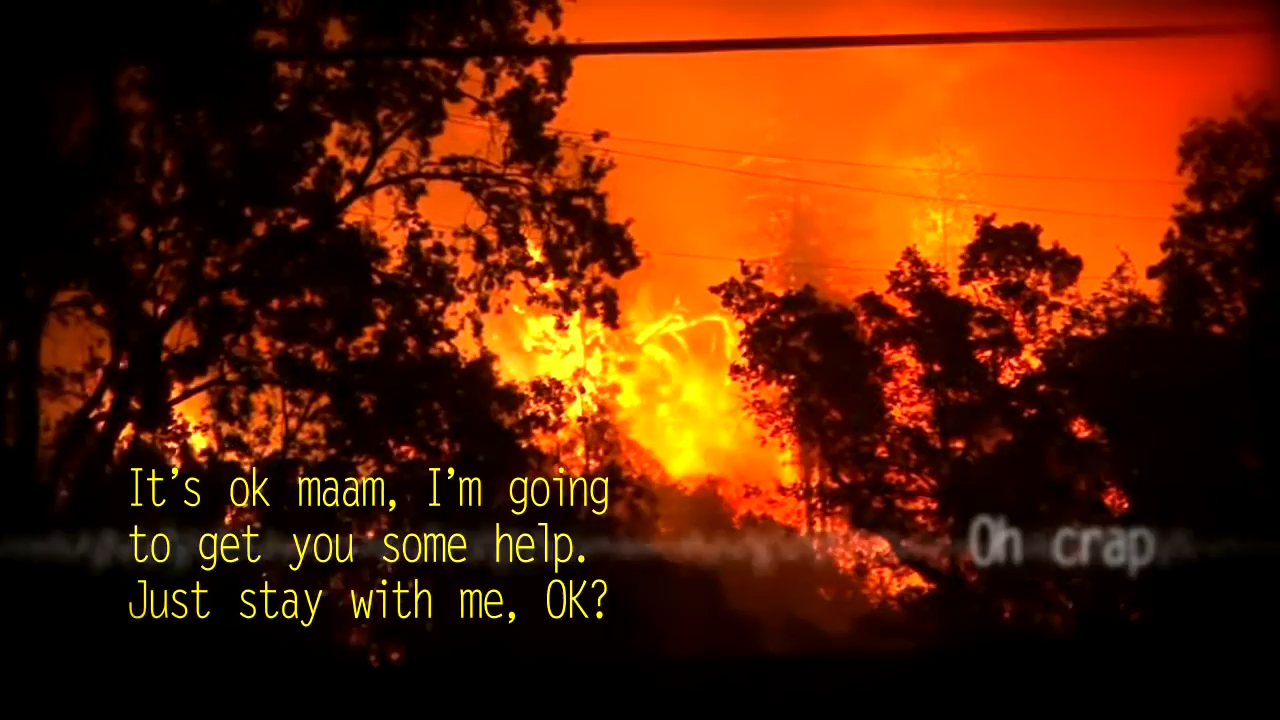 It's ok maam, I'm going
to get you some help.
Just stay with me, OK?
Oh crap